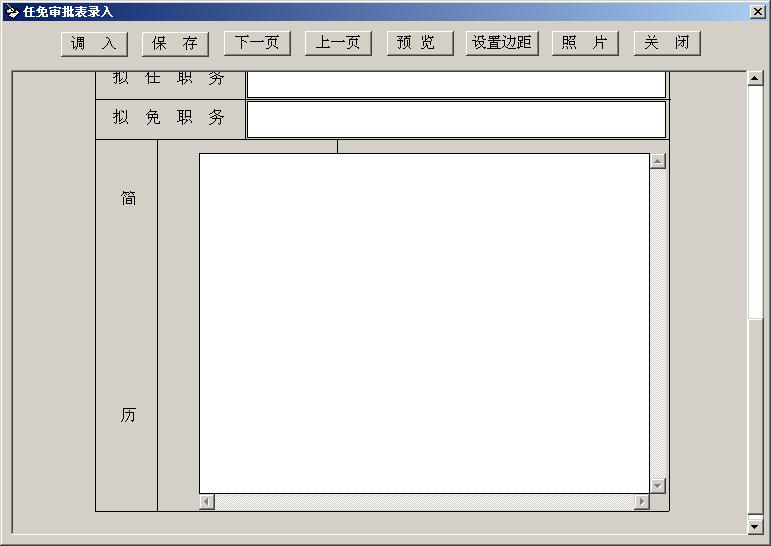 任免审批表录入
调 入 保 存 下一页 上一页 预 览 设置边距 照 片 关 闭
拟 任 职 务
拟 免 职 务
简
历